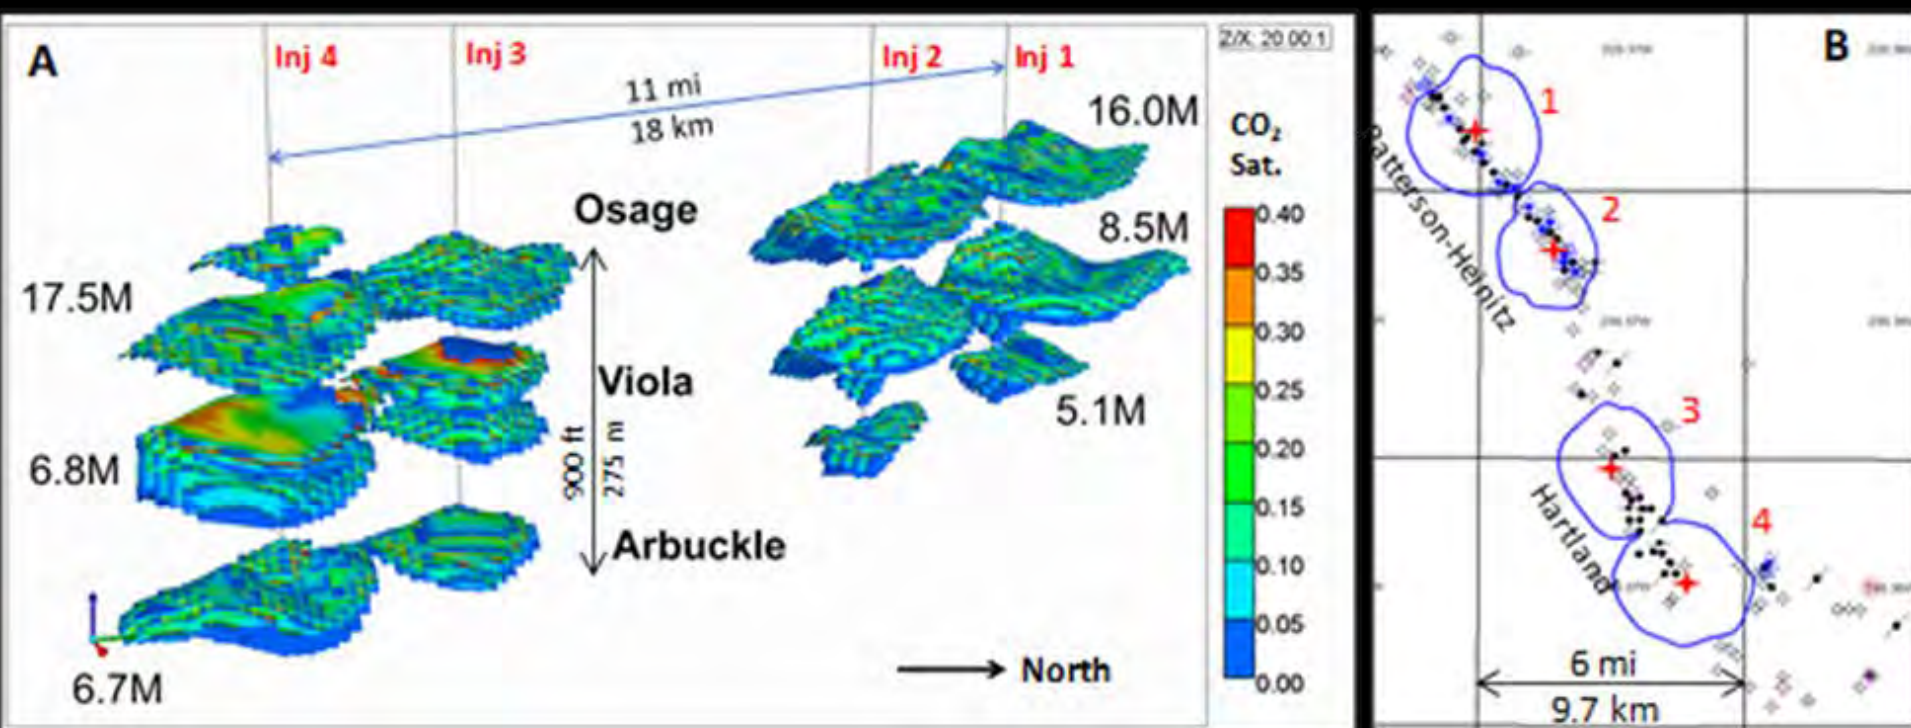 A
Inj 4
Inj 3
Inj 2
Inj 1
Z/X: 20.00:1
11 mi
18 km
16.0M
CO₂
Sat.
Osage
8.5M
17.5M
Viola
5.1M
6.8M
900 ft
275 m
Arbuckle
North
6.7M
0.40
0.35
0.30
0.25
0.20
0.15
0.10
0.05
0.00
B
1
2
Patterson-Heinitz
3
Hartland
4
6 mi
9.7 km